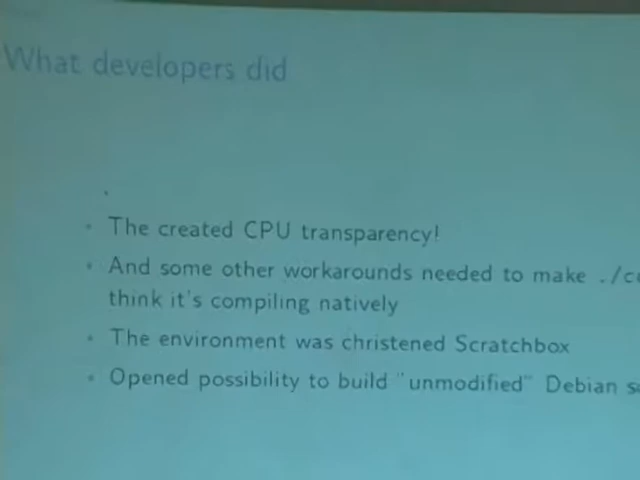 What developers did
The created CPU transparency!
And some other workarounds needed to make
think it's compiling natively
The environment was christened Scratchbox
Opened possibility to build "unmodified" Debian